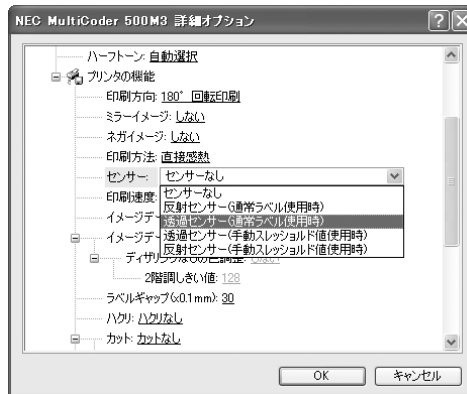 NEC MultiCoder 500M3 詳細オプション
ハーフトーン: 自動選択
プリンタの機能
印刷方向: 180° 回転印刷
ミラーイメージ: しない
ネガイメージ: しない
印刷方法: 直接感熱
センサー: センサーなし
印刷速度: センサーなし
反射センサー(通常ラベル使用時)
イメージデー 透過センサー(通常ラベル使用時)
イメージデー 透過センサー(手動スレッショルド値使用時)
反射センサー(手動スレッショルド値使用時)
ディザリングなしの色調整: しない
2階調しきい値: 128
ラベルギャップ(x0.1mm): 30
ハクリ: ハクリなし
カット: カットなし
OK キャンセル